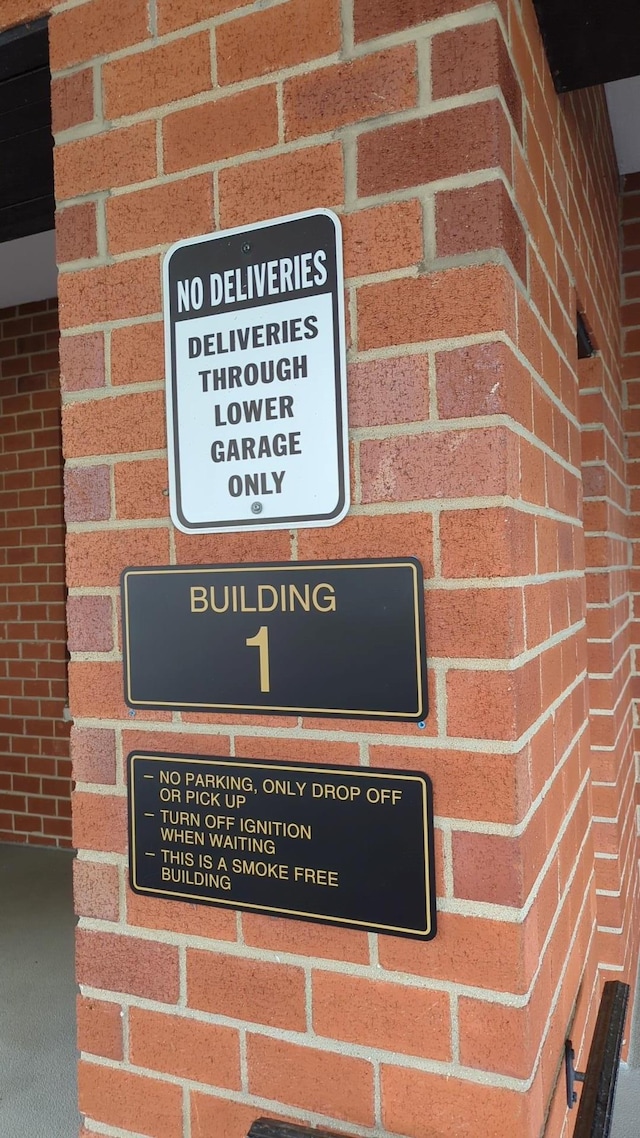 NO DELIVERIES
DELIVERIES
THROUGH
LOWER
GARAGE
ONLY
BUILDING
1
– NO PARKING, ONLY DROP OFF
OR PICK UP
– TURN OFF IGNITION
WHEN WAITING
– THIS IS A SMOKE FREE
BUILDING